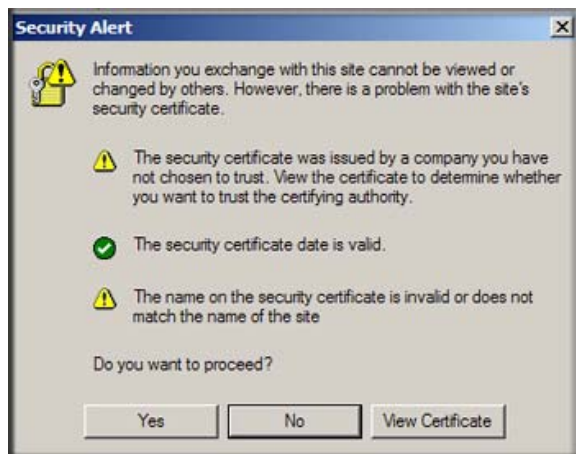 Security Alert
Information you exchange with this site cannot be viewed or
changed by others. However, there is a problem with the site's
security certificate.
The security certificate was issued by a company you have
not chosen to trust. View the certificate to determine whether
you want to trust the certifying authority.
The security certificate date is valid.
The name on the security certificate is invalid or does not
match the name of the site
Do you want to proceed?
Yes No View Certificate